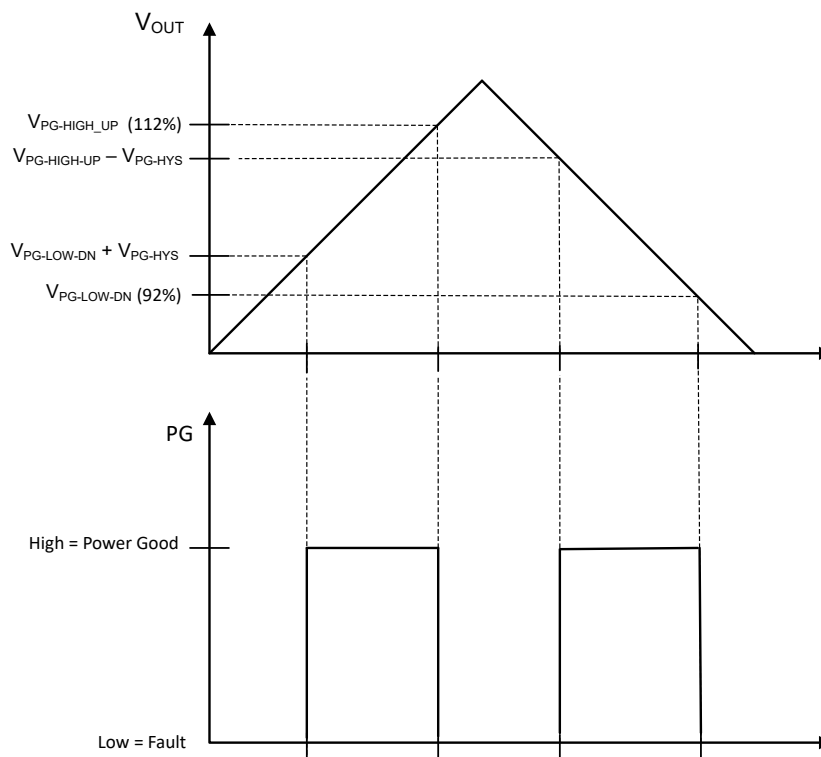 VOUT
VPG-HIGH_UP (112%)
VPG-HIGH-UP – VPG-HYS
VPG-LOW-DN + VPG-HYS
VPG-LOW-DN (92%)
PG
High = Power Good
Low = Fault